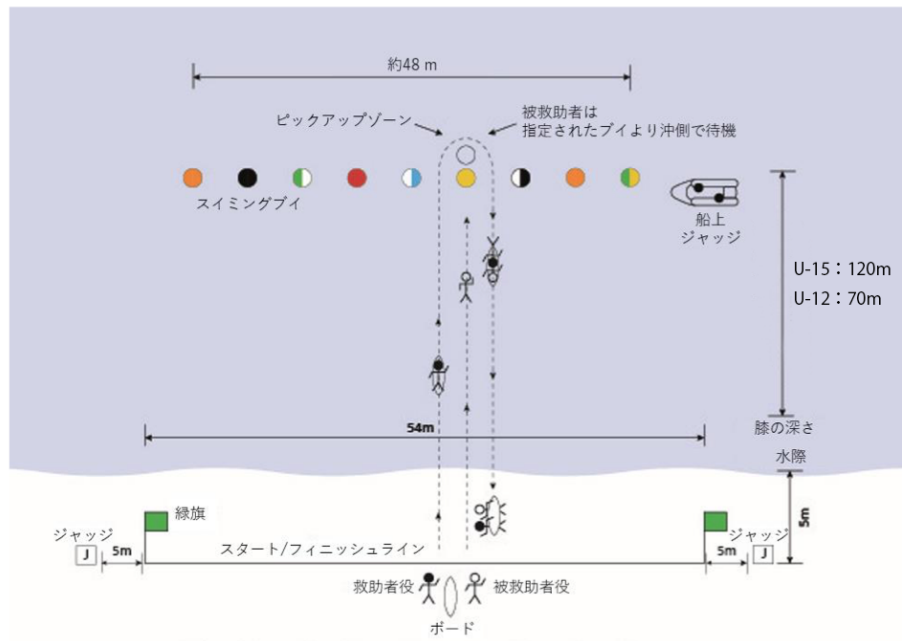 約48 m
ピックアップゾーン
被救助者は
指定されたブイより沖側で待機
スイミングブイ
船上
ジャッジ
U-15：120m
U-12：70m
54m
膝の深さ
水際
緑旗
ジャッジ
J
5m
スタート/フィニッシュライン
5m
ジャッジ
5m
J
救助者役
被救助者役
ボード